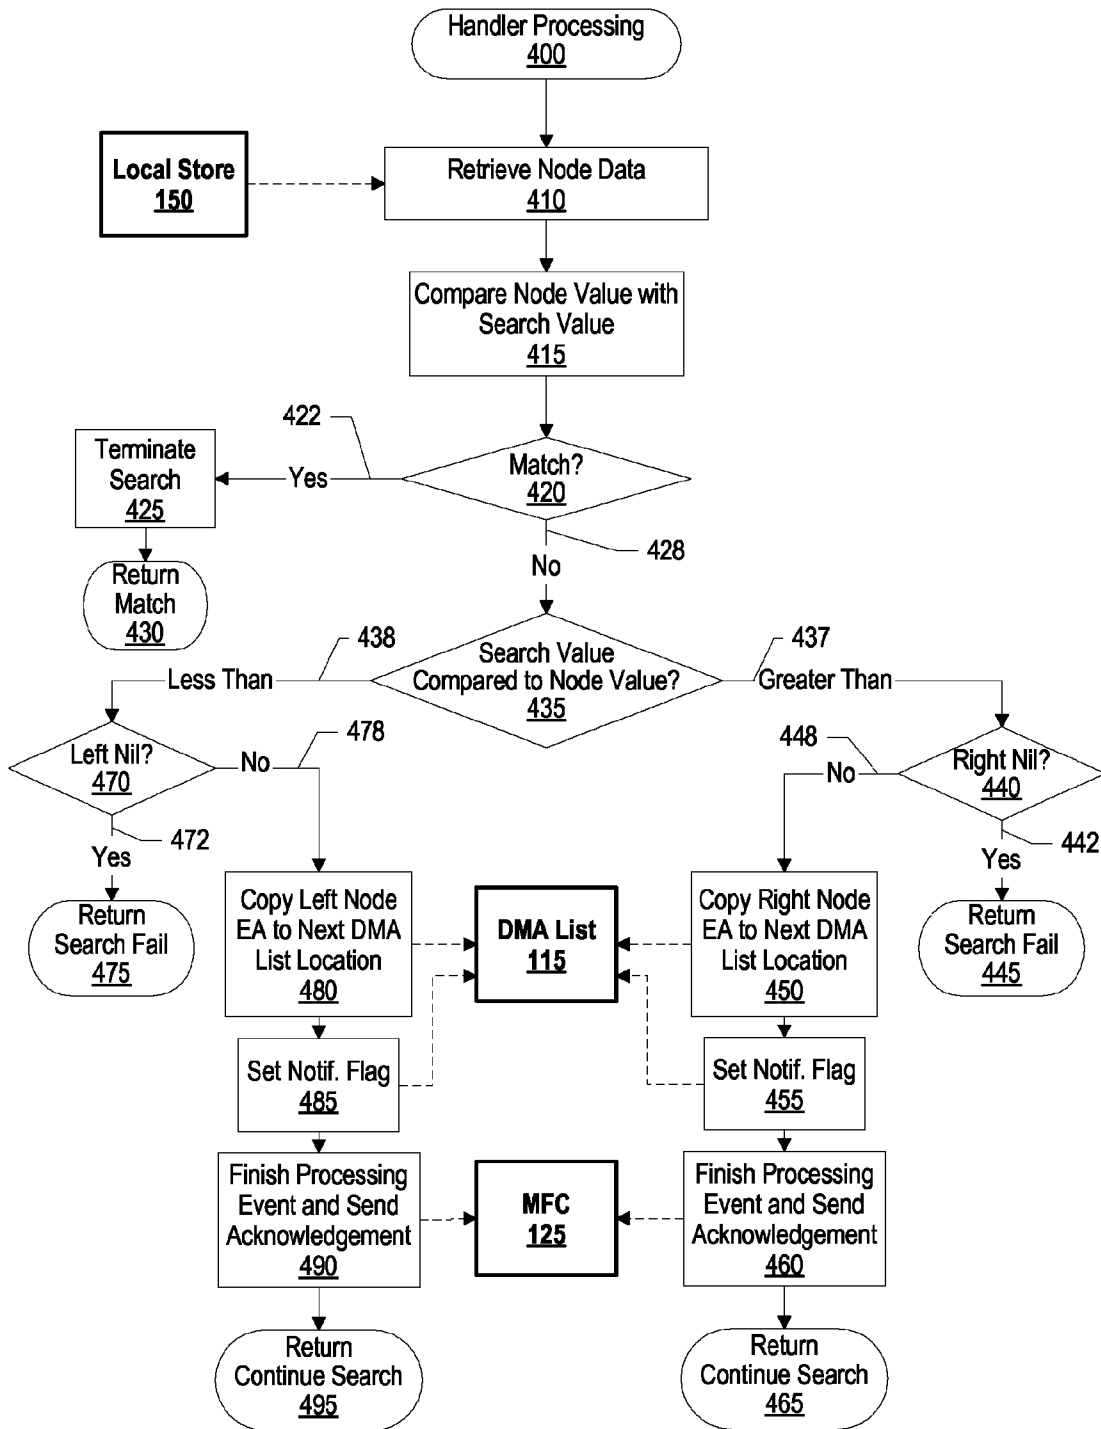 Handler Processing
400
Local Store
150
Retrieve Node Data
410
Compare Node Value with
Search Value
415
422
Terminate
Search
425
Yes
Match?
420
428
No
Return
Match
430
438
437
Search Value
Compared to Node Value?
435
Less Than
Greater Than
Left Nil?
470
No
478
448
No
Right Nil?
440
472
Yes
442
Yes
Return
Search Fail
475
Copy Left Node
EA to Next DMA
List Location
480
DMA List
115
Copy Right Node
EA to Next DMA
List Location
450
Return
Search Fail
445
Set Notif. Flag
485
Set Notif. Flag
455
Finish Processing
Event and Send
Acknowledgement
490
MFC
125
Finish Processing
Event and Send
Acknowledgement
460
Return
Continue Search
495
Return
Continue Search
465